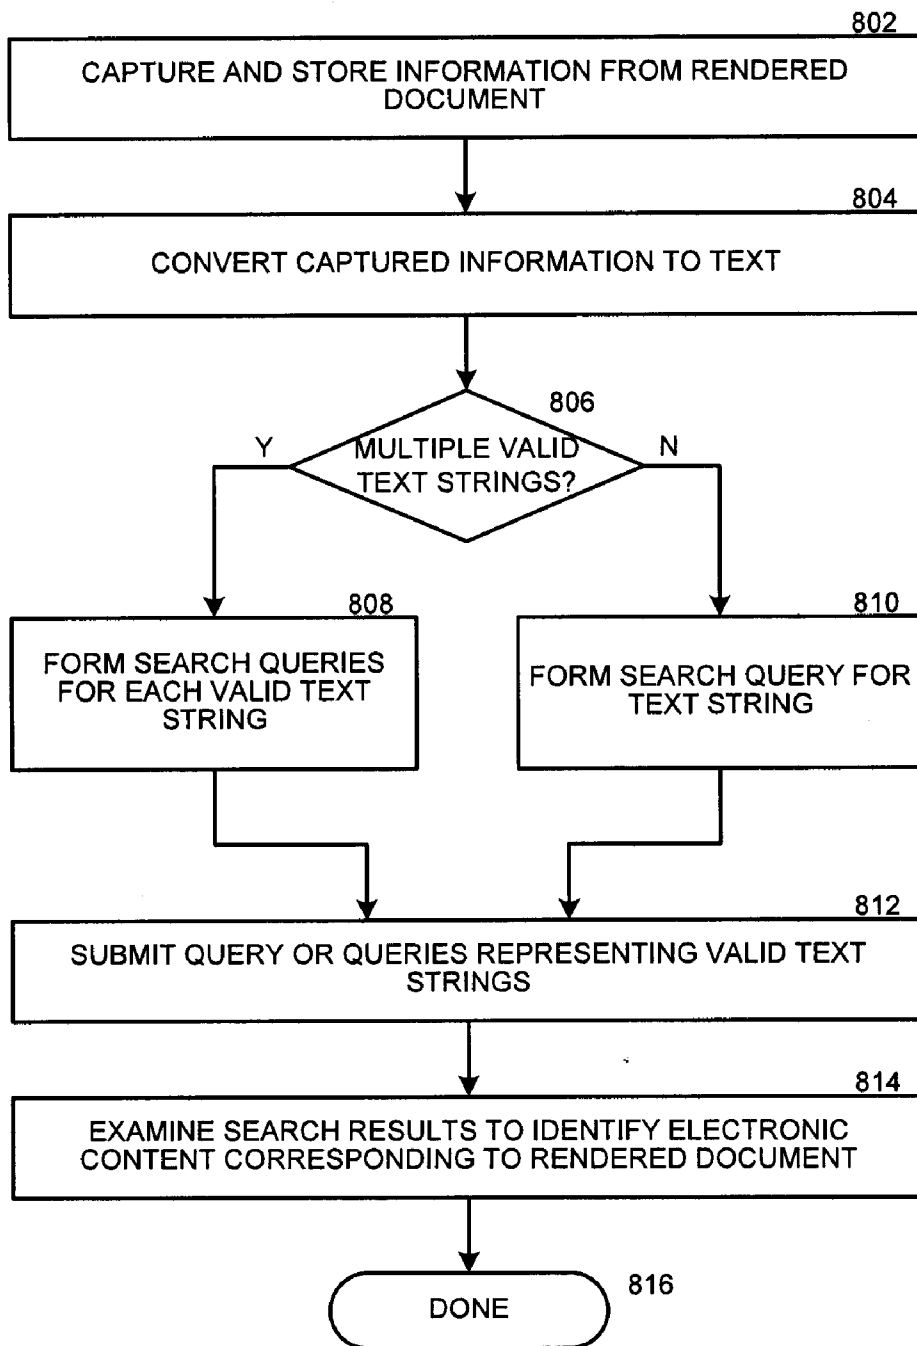 802
CAPTURE AND STORE INFORMATION FROM RENDERED
DOCUMENT
804
CONVERT CAPTURED INFORMATION TO TEXT
806
Y
MULTIPLE VALID
N
TEXT STRINGS?
808
810
FORM SEARCH QUERIES
FOR EACH VALID TEXT
STRING
FORM SEARCH QUERY FOR
TEXT STRING
812
SUBMIT QUERY OR QUERIES REPRESENTING VALID TEXT
STRINGS
814
EXAMINE SEARCH RESULTS TO IDENTIFY ELECTRONIC
CONTENT CORRESPONDING TO RENDERED DOCUMENT
816
DONE